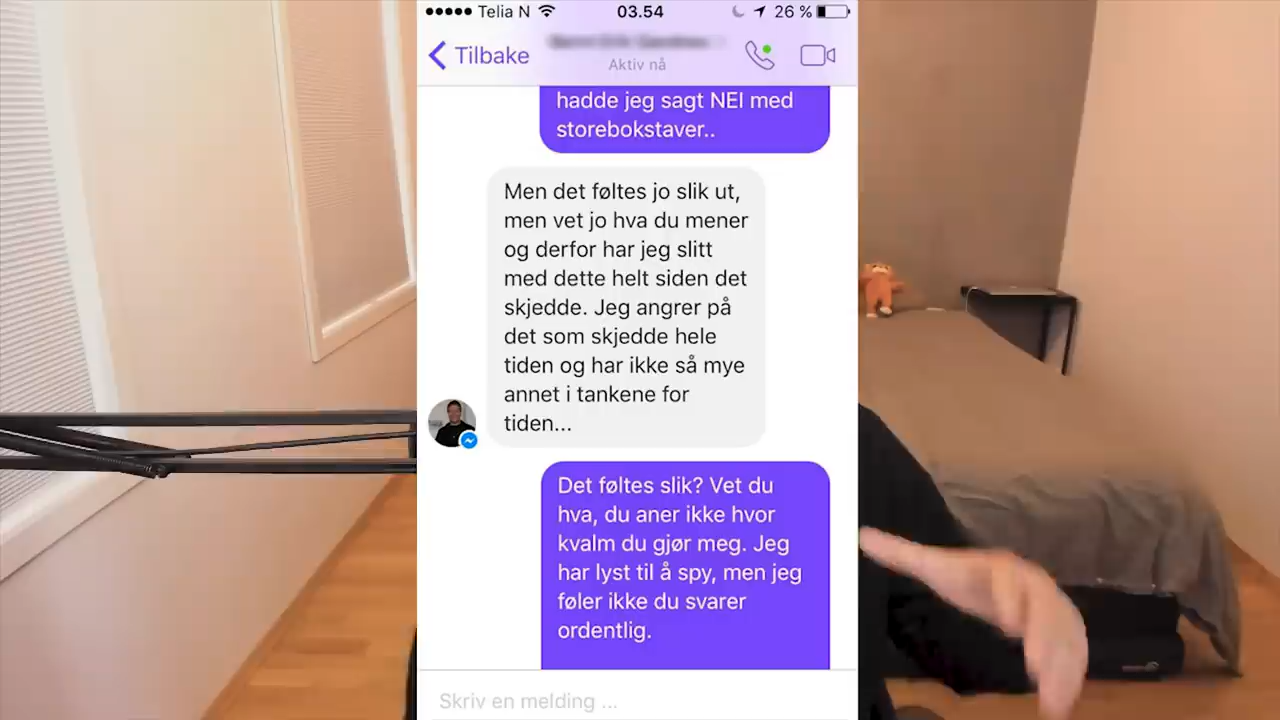 Telia N
03.54
26 %
Tilbake
Aktiv nå
hadde jeg sagt NEI med
storebokstaver..
Men det føltes jo slik ut,
men vet jo hva du mener
og derfor har jeg slitt
med dette helt siden det
skjedde. Jeg angrer på
det som skjedde hele
tiden og har ikke så mye
annet i tankene for
tiden...
Det føltes slik? Vet du
hva, du aner ikke hvor
kvalm du gjør meg. Jeg
har lyst til å spy, men jeg
føler ikke du svarer
ordentlig.
Skriv en melding ...